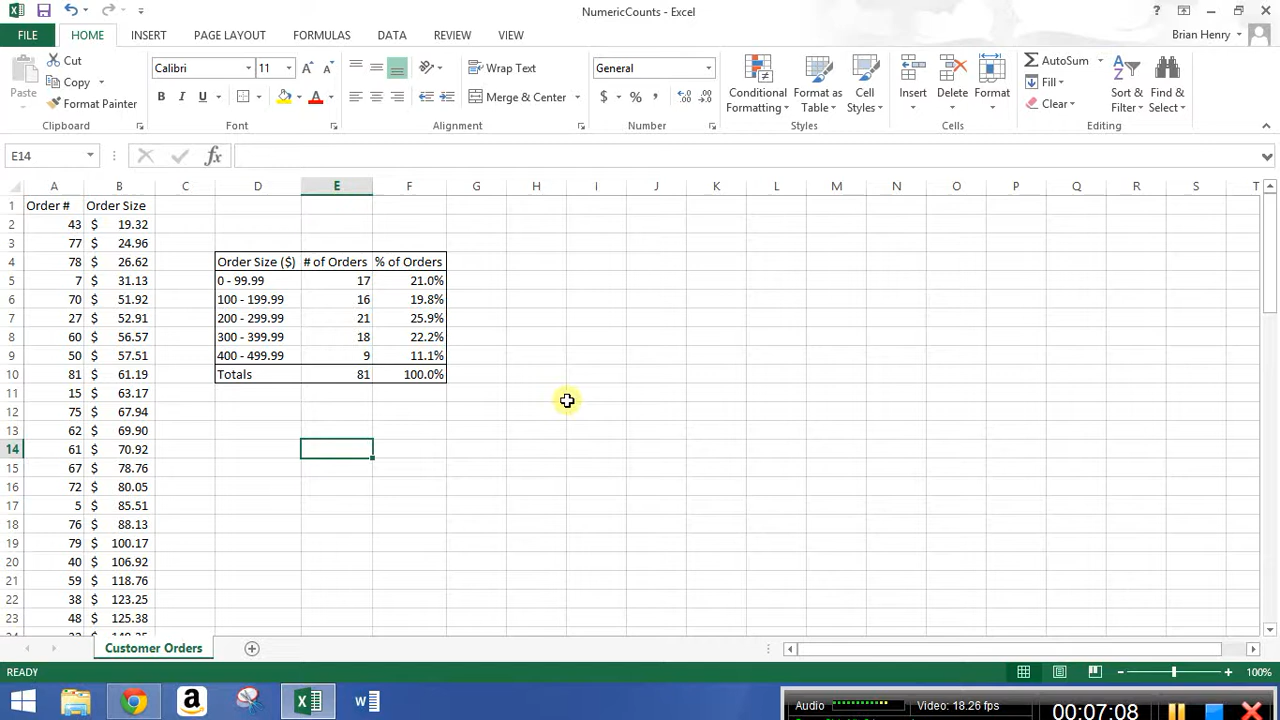 NumericCounts - Excel
FILE HOME INSERT PAGE LAYOUT FORMULAS DATA REVIEW VIEW Brian Henry
Paste Cut Copy Format Painter
Calibri 11
B I U A
Wrap Text
Merge & Center
General
$ % ,
Conditional Formatting
Format as Table
Cell Styles
Insert Delete Format
AutoSum
Fill
Clear
Sort & Filter
Find & Select
Clipboard Font Alignment Number Styles Cells Editing
E14 fx
A B C D E F G H I J K L M N O P Q R S T
1 Order # Order Size
2 43 $ 19.32
3 77 $ 24.96
4 78 $ 26.62 Order Size ($) # of Orders % of Orders
5 7 $ 31.13 0 - 99.99 17 21.0%
6 70 $ 51.92 100 - 199.99 16 19.8%
7 27 $ 52.91 200 - 299.99 21 25.9%
8 60 $ 56.57 300 - 399.99 18 22.2%
9 50 $ 57.51 400 - 499.99 9 11.1%
10 81 $ 61.19 Totals 81 100.0%
11 15 $ 63.17
12 75 $ 67.94
13 62 $ 69.90
14 61 $ 70.92
15 67 $ 78.76
16 72 $ 80.05
17 5 $ 85.51
18 76 $ 88.13
19 79 $ 100.17
20 40 $ 106.92
21 59 $ 118.76
22 38 $ 123.25
23 48 $ 125.38
Customer Orders
READY 100%
Audio Video: 18.26 fps 00:07:08